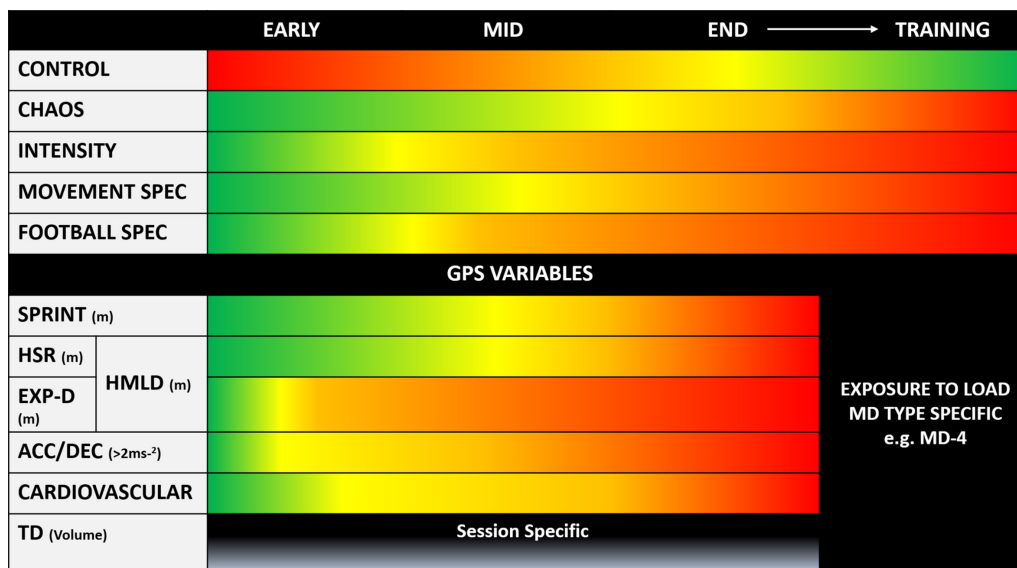 EARLY MID END TRAINING
CONTROL
CHAOS
INTENSITY
MOVEMENT SPEC
FOOTBALL SPEC
GPS VARIABLES
SPRINT (m)
HSR (m)
HMLD (m)
EXP-D
(m)
ACC/DEC (>2ms-²)
CARDIOVASCULAR
TD (Volume)
Session Specific
EXPOSURE TO LOAD
MD TYPE SPECIFIC
e.g. MD-4